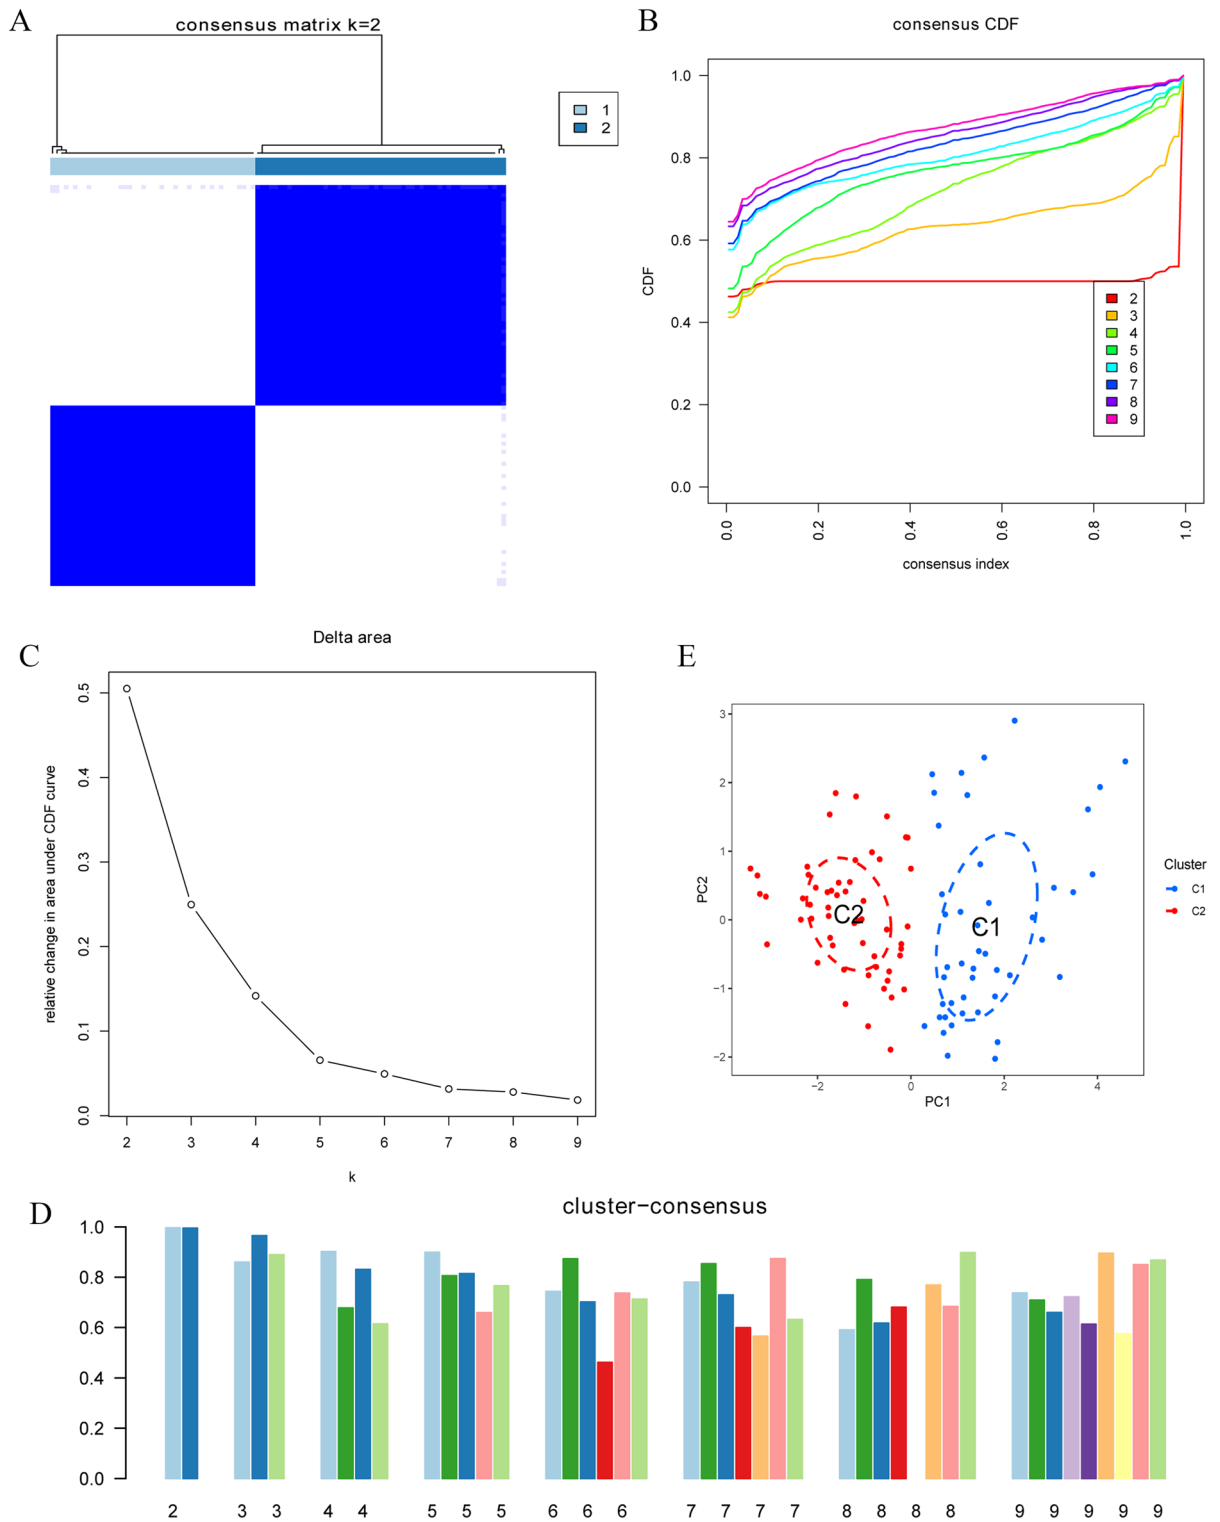 A
consensus matrix k=2
1
2
B
consensus CDF
CDF
1.0
0.8
0.6
0.4
0.2
0.0
2
3
4
5
6
7
8
9
0.0 0.2 0.4 0.6 0.8 1.0
consensus index
C
Delta area
relative change in area under CDF curve
0.5
0.4
0.3
0.2
0.1
0.0
2 3 4 5 6 7 8 9
k
E
PC2
3
2
1
0
−1
−2
C2
C1
−2 0 2 4
PC1
Cluster
C1
C2
D
cluster−consensus
1.0
0.8
0.6
0.4
0.2
0.0
2 3 3 4 4 5 5 5 6 6 6 7 7 7 7 8 8 8 8 9 9 9 9 9